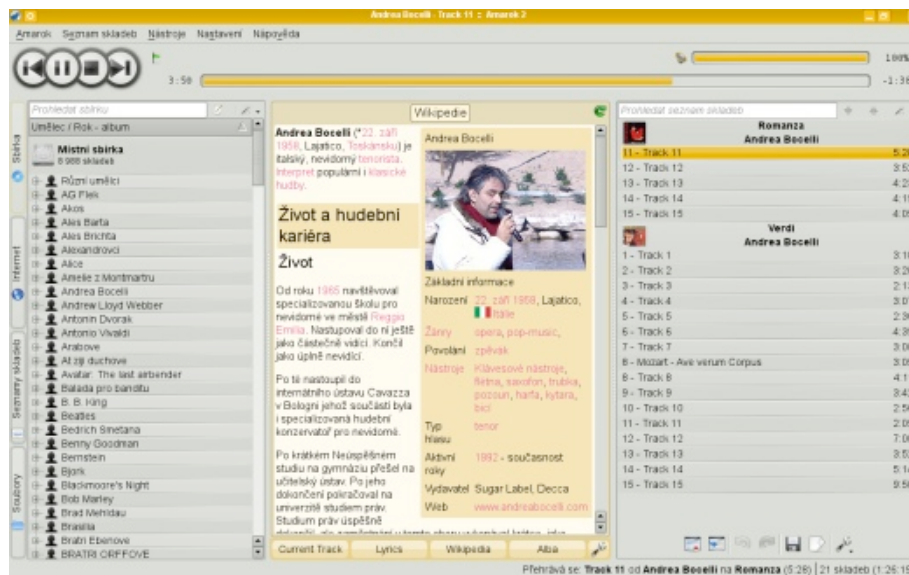 Andrea Bocelli - Track 11 :: Amarok 2
Amarok Seznam skladeb Nástroje Nastavení Nápověda
100%
3:50
-1:38
Prohledat sbírku
Umělec / Rok - album
Místní sbírka
8 988 skladeb
Různí umělci
AG Flek
Akos
Ales Barta
Ales Brichta
Alexandrovci
Alice
Amelie z Montmartru
Andrea Bocelli
Andrew Lloyd Webber
Antonin Dvorak
Antonio Vivaldi
Arabove
At ziji duchove
Avatar: The last airbender
Balada pro banditu
B. B. King
Beatles
Bedrich Smetana
Benny Goodman
Bernstein
Bjork
Blackmoore's Night
Bob Marley
Brad Mehldau
Brasilia
Bratri Ebenove
BRATRI ORFFOVE
Sbírka
Internet
Seznamy skladeb
Soubory
Wikipedie
Andrea Bocelli (*22. září
1958, Lajatico, Toskánsko) je
italský, nevidomý tenorista.
Interpret populární i klasické
hudby.
Život a hudební
kariéra
Život
Od roku 1965 navštěvoval
specializovanou školu pro
nevidomé ve městě Reggio
Emilia. Nastupoval do ní ještě
jako částečně vidící. Končil
jako úplně nevidící.
Po té nastoupil do
internátního ústavu Cavazza
v Bologni jehož součástí byla
i specializovaná hudební
konzervatoř pro nevidomé.
Po krátkém Neúspěšném
studiu na gymnáziu přešel na
učitelský ústav. Po jeho
dokončení pokračoval na
univerzitě studiem práv.
Studium práv úspěšně
Andrea Bocelli
Základní informace
Narození 22. září 1958, Lajatico,
Itálie
Žánry opera, pop-music,
Povolání zpěvák
Nástroje Klávesové nástroje,
flétna, saxofon, trubka,
pozoun, harfa, kytara,
bicí
Typ hlasu tenor
Aktivní roky 1992 - současnost
Vydavatel Sugar Label, Decca
Web www.andreabocelli.com
Current Track Lyrics Wikipedia Alba
Prohledat seznam skladeb
Romanza
Andrea Bocelli
11 - Track 11 5:28
12 - Track 12 3:52
13 - Track 13
14 - Track 14
15 - Track 15
Verdi
Andrea Bocelli
1 - Track 1
2 - Track 2
3 - Track 3
4 - Track 4
5 - Track 5
6 - Track 6
7 - Track 7
8 - Mozart - Ave verum Corpus
8 - Track 8
9 - Track 9
10 - Track 10
11 - Track 11
12 - Track 12
13 - Track 13
14 - Track 14
15 - Track 15
Přehrává se: Track 11 od Andrea Bocelli na Romanza (5:28) 21 skladeb (1:26:19